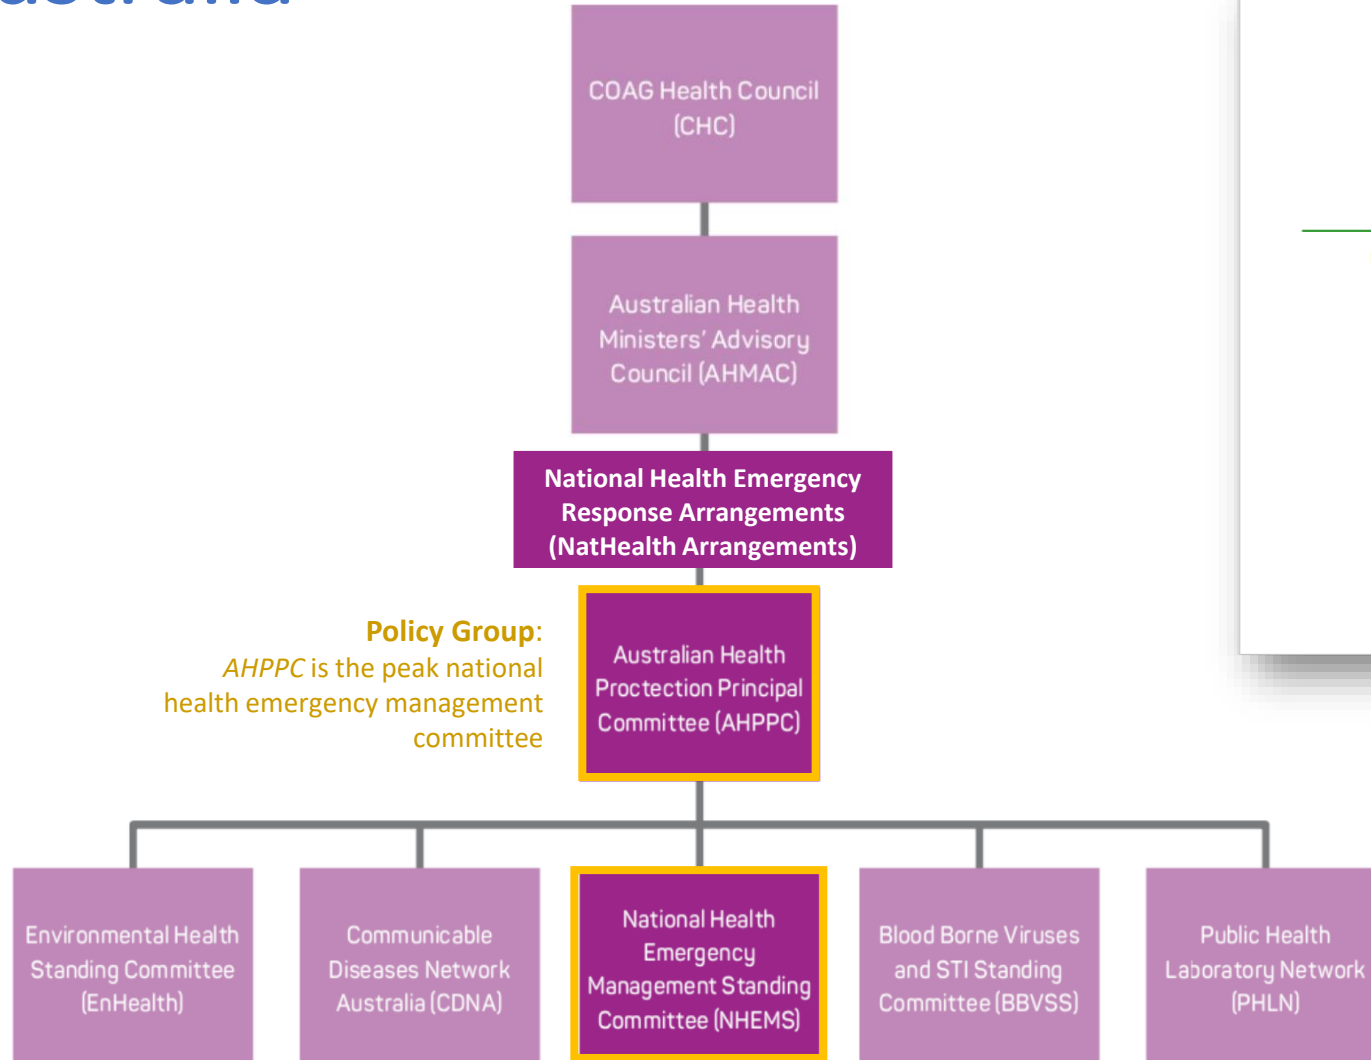 COAG Health Council
(CHC)
Australian Health
Ministers' Advisory
Council (AHMAC)
National Health Emergency
Response Arrangements
(NatHealth Arrangements)
Policy Group:
AHPPC is the peak national
health emergency management
committee
Australian Health
Proctection Principal
Committee (AHPPC)
Environmental Health
Standing Committee
(EnHealth)
Communicable
Diseases Network
Australia (CDNA)
National Health
Emergency
Management Standing
Committee (NHEMS)
Blood Borne Viruses
and STI Standing
Committee (BBVSS)
Public Health
Laboratory Network
(PHLN)